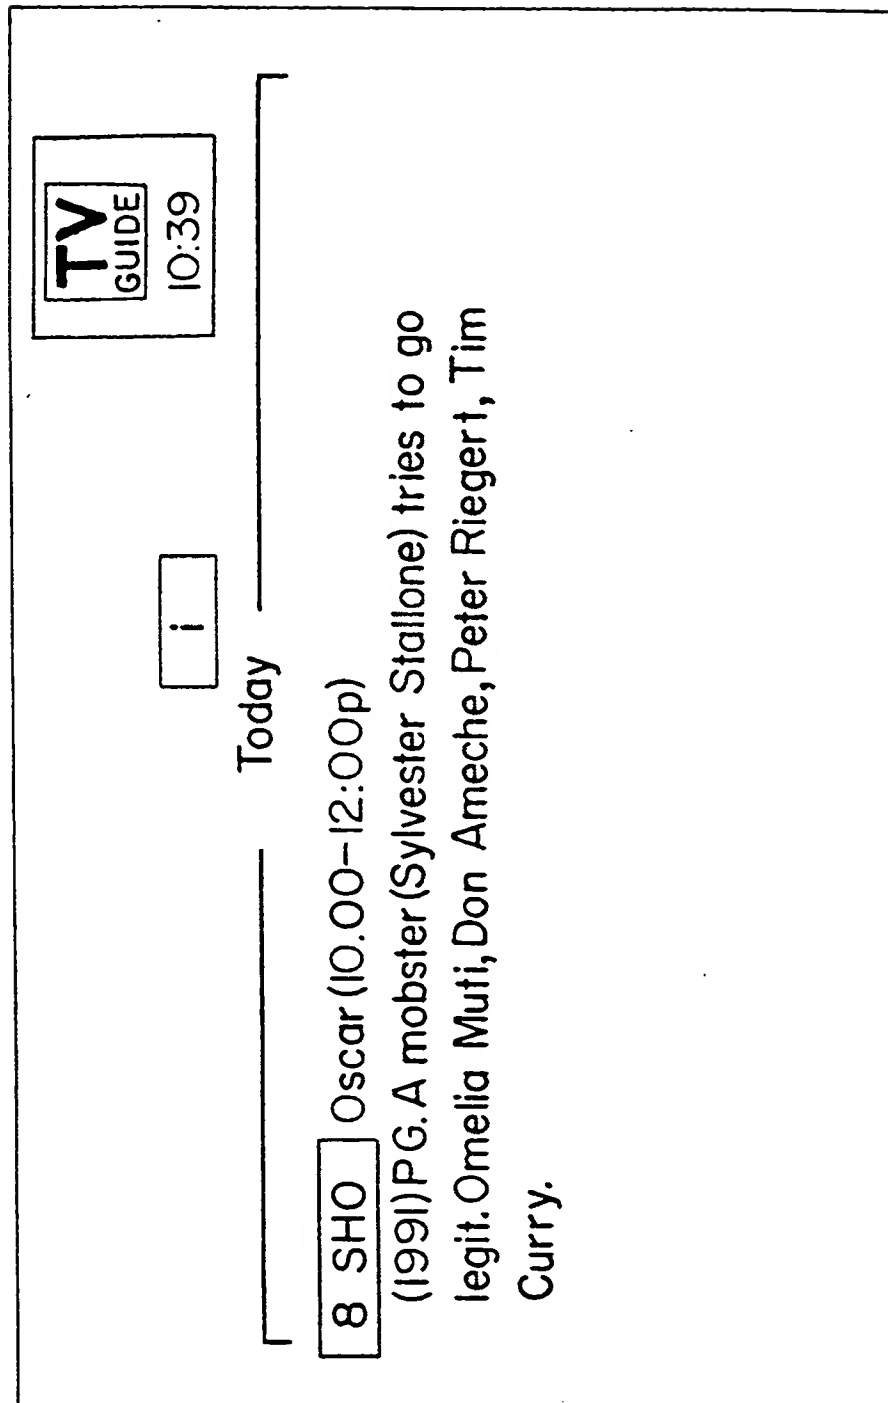 TV
GUIDE
10:39
i
Today
8 SHO Oscar (10.00-12:00p)
(1991)PG. A mobster (Sylvester Stallone) tries to go
legit. Omelia Muti, Don Ameche, Peter Riegert, Tim
Curry.